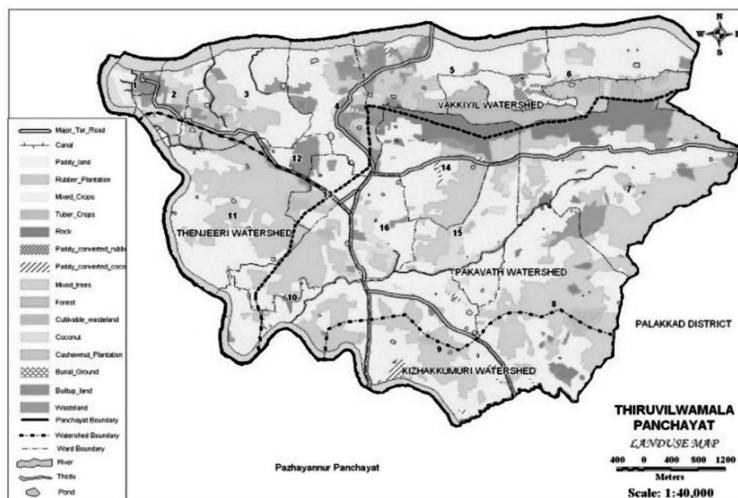 N
W E
S
1
2
3
4
5
6
VAKKIYIL WATERSHED
7
8
9
10
11
12
13
14
15
16
THENJEERI WATERSHED
PAKAVATH WATERSHED
KIZHAKKUMURI WATERSHED
PALAKKAD DISTRICT
Pazhayannur Panchayat
Major_Tar_Road
Canal
Paddy_land
Rubber_Plantation
Mixed_Crops
Tuber_Crops
Rock
Paddy_converted_rubb
Paddy_converted_coco
Mixed_trees
Forest
Cultivable_wasteland
Coconut
Cashewnut_Plantation
Burial_Ground
Builtup_land
Wasteland
Panchayat Boundary
Watershed Boundary
Ward Boundary
River
Thodu
Pond
THIRUVILWAMALA
PANCHAYAT
LANDUSE MAP
400 0 400 800 1200
Meters
Scale: 1:40,000